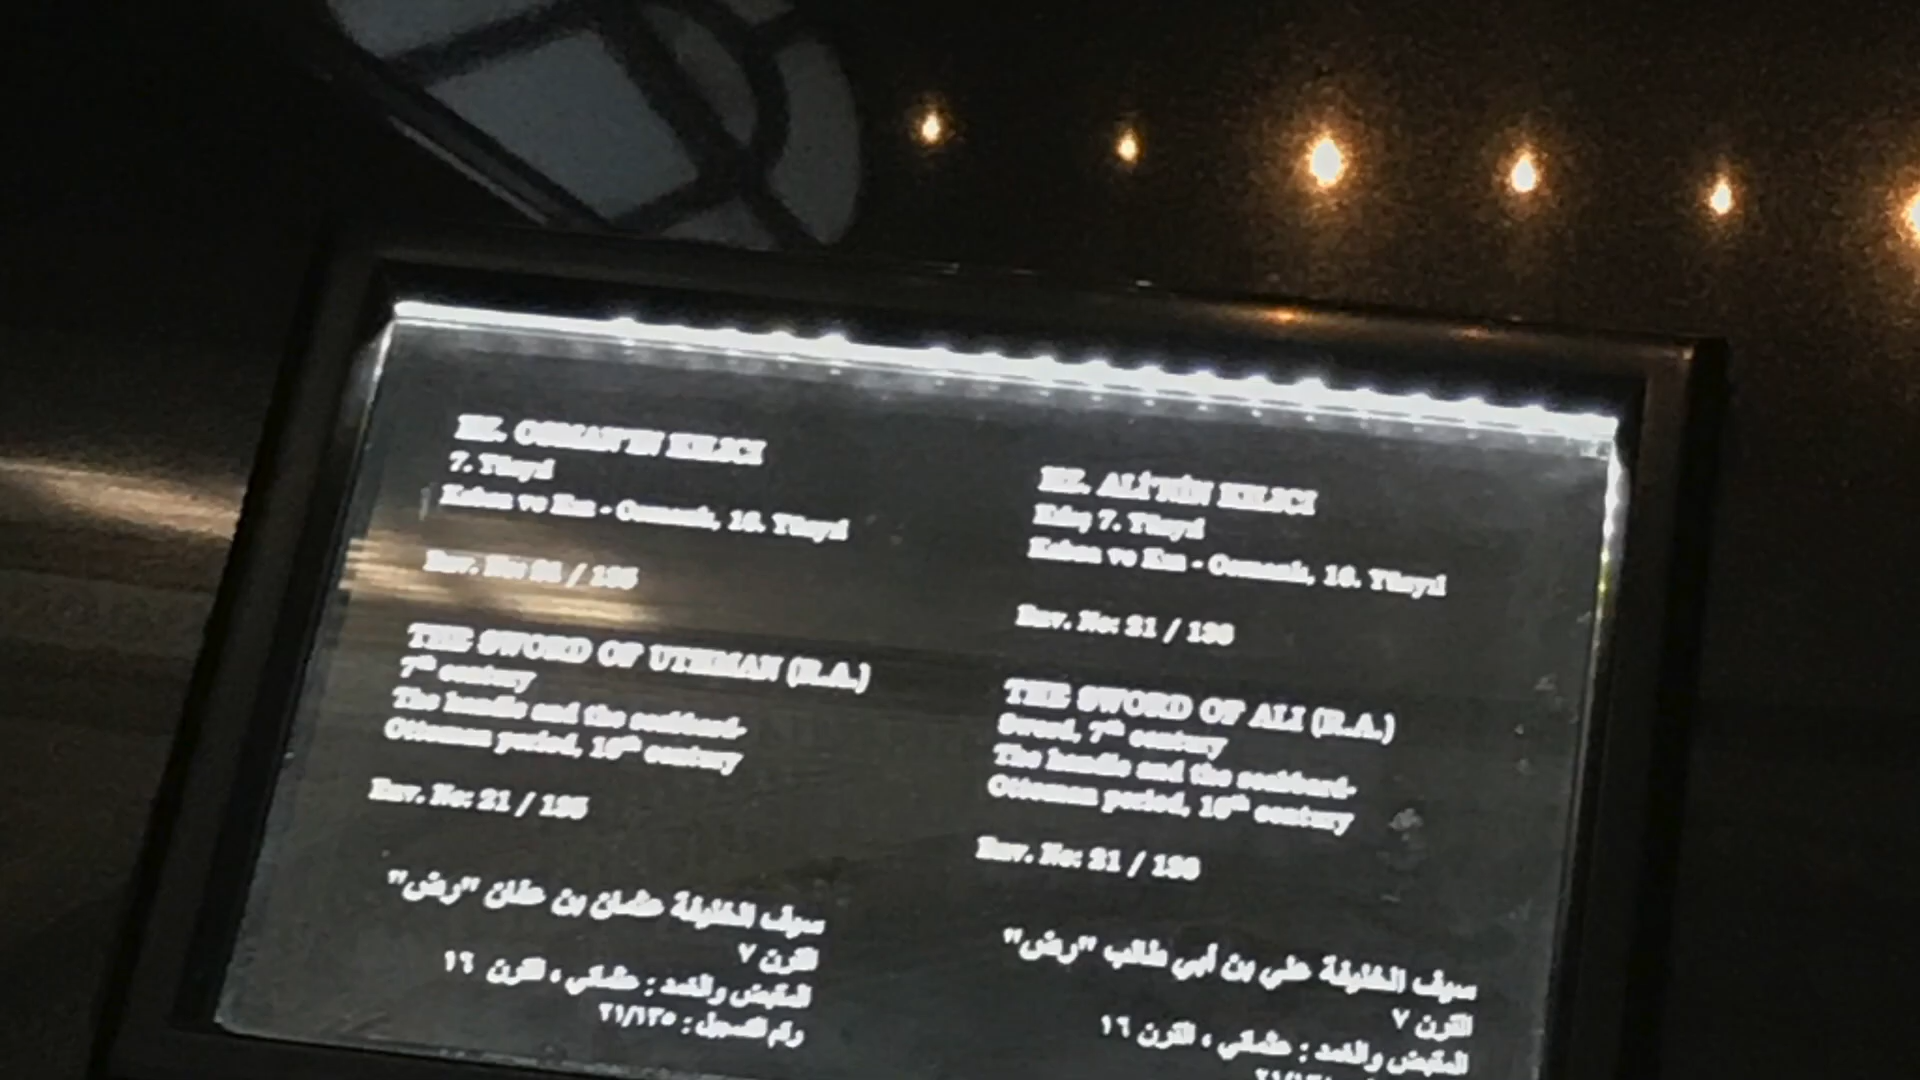 HZ. OSMAN'IN KILICI
7. Yüzyıl
Kabza ve Kın - Osmanlı, 16. Yüzyıl
Env. No: 21 / 135
THE SWORD OF UTHMAN (R.A.)
7th century
The handle and the scabbard-
Ottoman period, 16th century
Env. No: 21 / 135
سيف الخليفة عثمان بن عفان "رض"
القرن ٧
المقبض والغمد : عثماني ، القرن ١٦
رقم التسجيل : ٢١/١٣٥
HZ. ALİ'NİN KILICI
Kılıç 7. Yüzyıl
Kabza ve Kın - Osmanlı, 16. Yüzyıl
Env. No: 21 / 138
THE SWORD OF ALI (R.A.)
Sword, 7th century
The handle and the scabbard-
Ottoman period, 16th century
Env. No: 21 / 138
سيف الخليفة علي بن أبي طالب "رض"
القرن ٧
المقبض والغمد : عثماني ، القرن ١٦